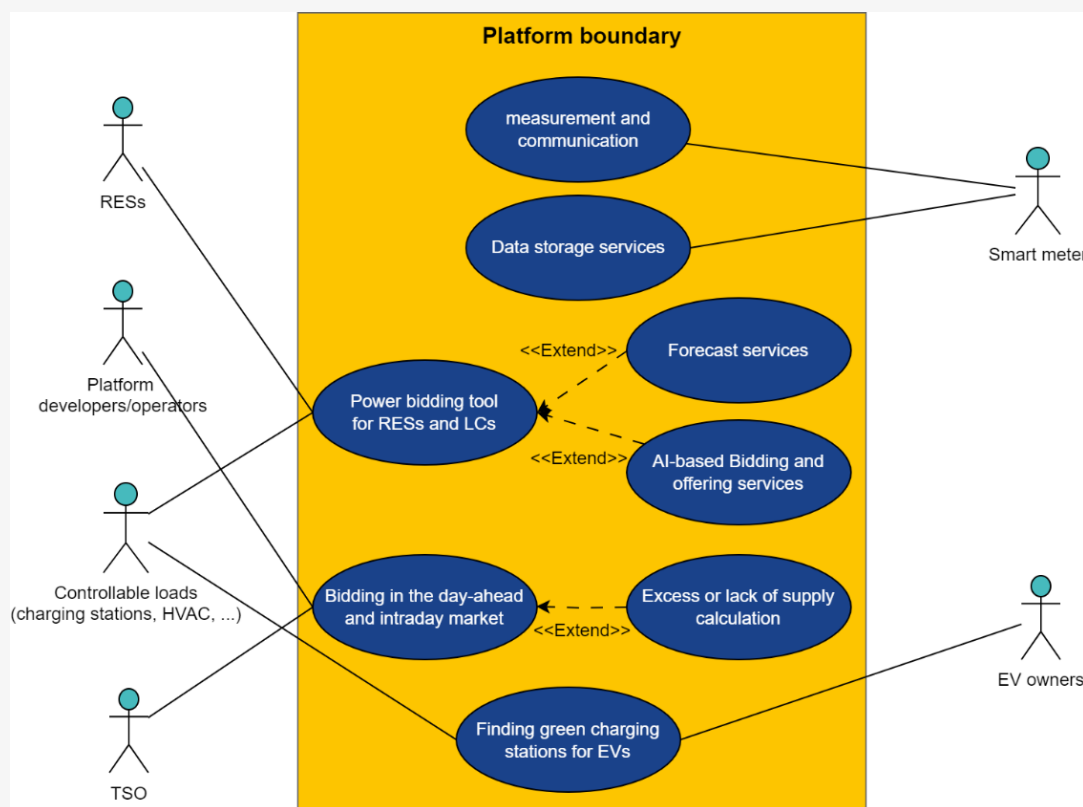 Platform boundary
measurement and
communication
RESs
Smart meter
Data storage services
Platform
developers/operators
<<Extend>>
Forecast services
Power bidding tool
for RESs and LCs
<<Extend>>
AI-based Bidding and
offering services
Controllable loads
(charging stations, HVAC, ...)
Bidding in the day-ahead
and intraday market
<<Extend>>
Excess or lack of supply
calculation
EV owners
Finding green charging
stations for EVs
TSO